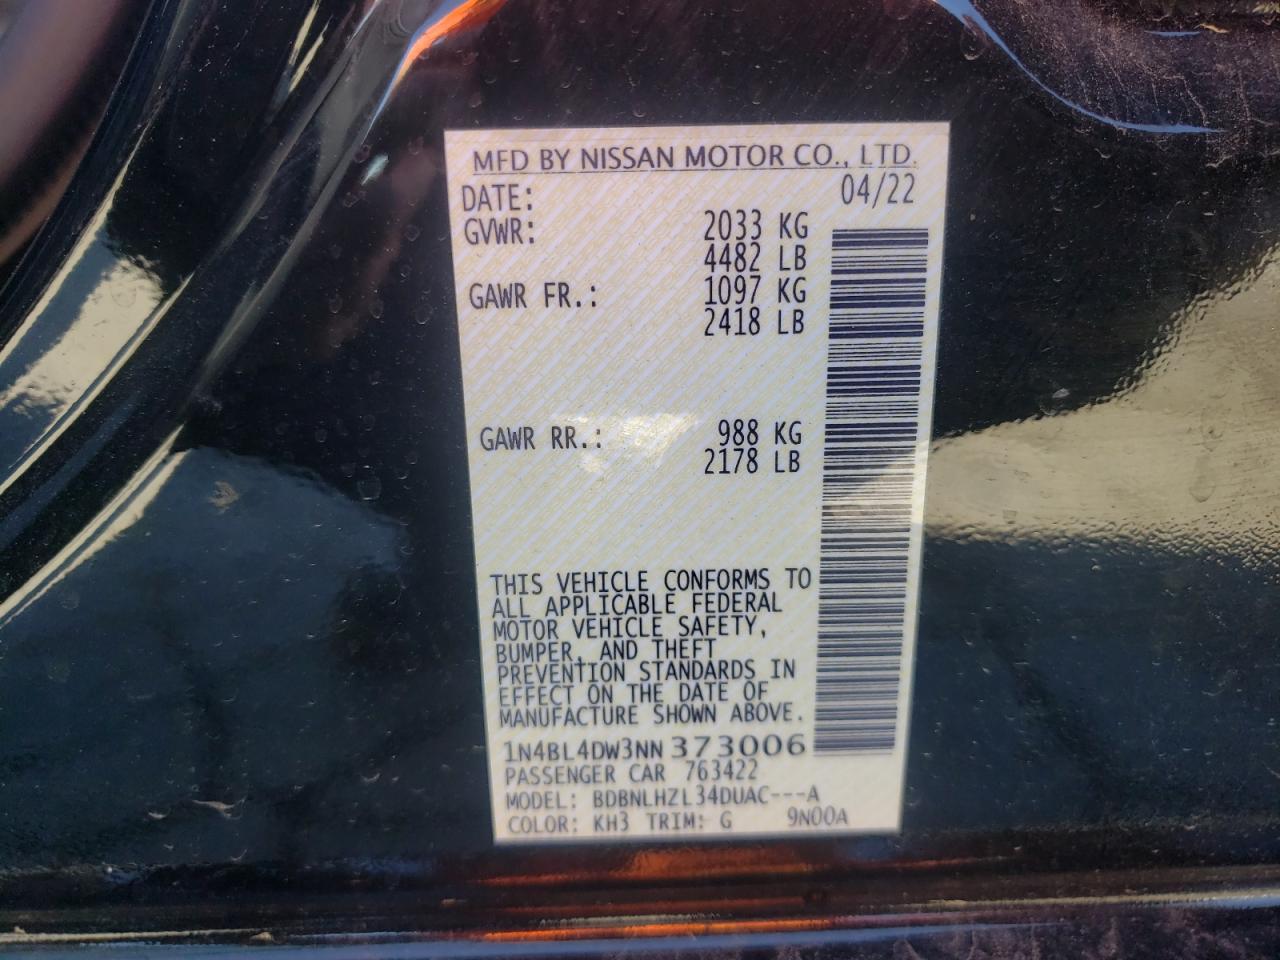 MFD BY NISSAN MOTOR CO., LTD.
DATE: 04/22
GVWR: 2033 KG
4482 LB
GAWR FR.: 1097 KG
2418 LB
GAWR RR.: 988 KG
2178 LB
THIS VEHICLE CONFORMS TO
ALL APPLICABLE FEDERAL
MOTOR VEHICLE SAFETY,
BUMPER, AND THEFT
PREVENTION STANDARDS IN
EFFECT ON THE DATE OF
MANUFACTURE SHOWN ABOVE.
1N4BL4DW3NN373006
PASSENGER CAR 763422
MODEL: BDBNLHZL34DUAC---A
COLOR: KH3 TRIM: G 9N00A